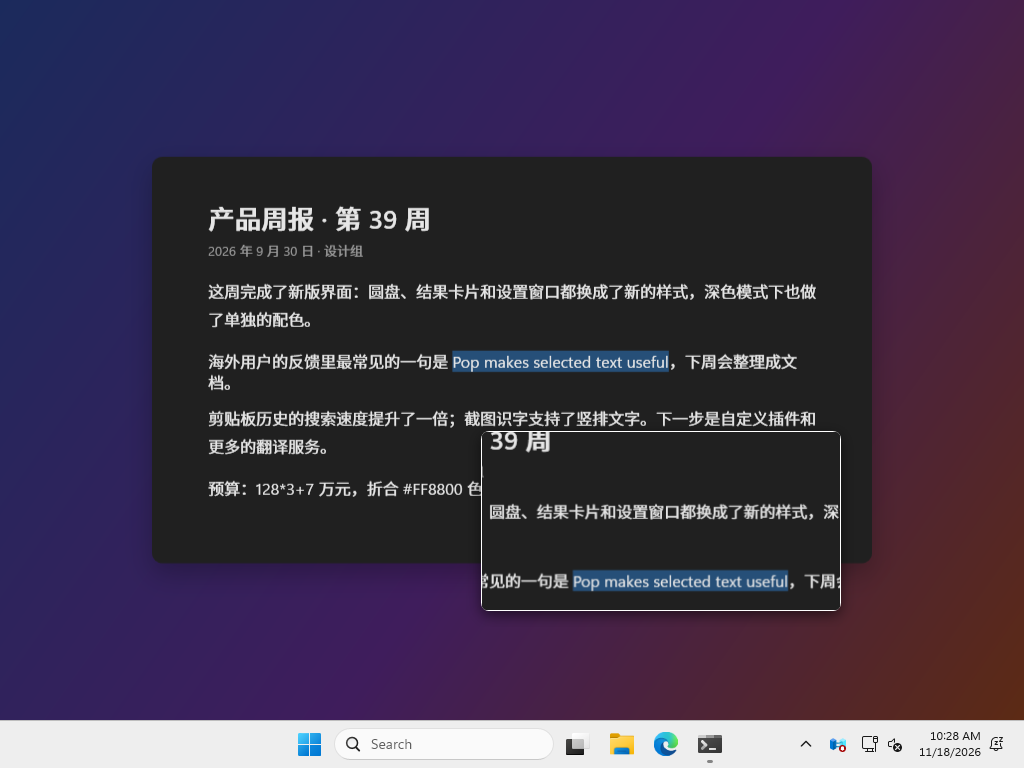 产品周报 · 第 39 周
2026 年 9 月 30 日 · 设计组
这周完成了新版界面：圆盘、结果卡片和设置窗口都换成了新的样式，深色模式下也做
了单独的配色。
海外用户的反馈里最常见的一句是 Pop makes selected text useful，下周会整理成文
档。
剪贴板历史的搜索速度提升了一倍；截图识字支持了竖排文字。下一步是自定义插件和
更多的翻译服务。
预算：128*3+7 万元，折合 #FF8800 色
39 周
圆盘、结果卡片和设置窗口都换成了新的样式，深
常见的一句是 Pop makes selected text useful，下周会
Search
10:28 AM
11/18/2026